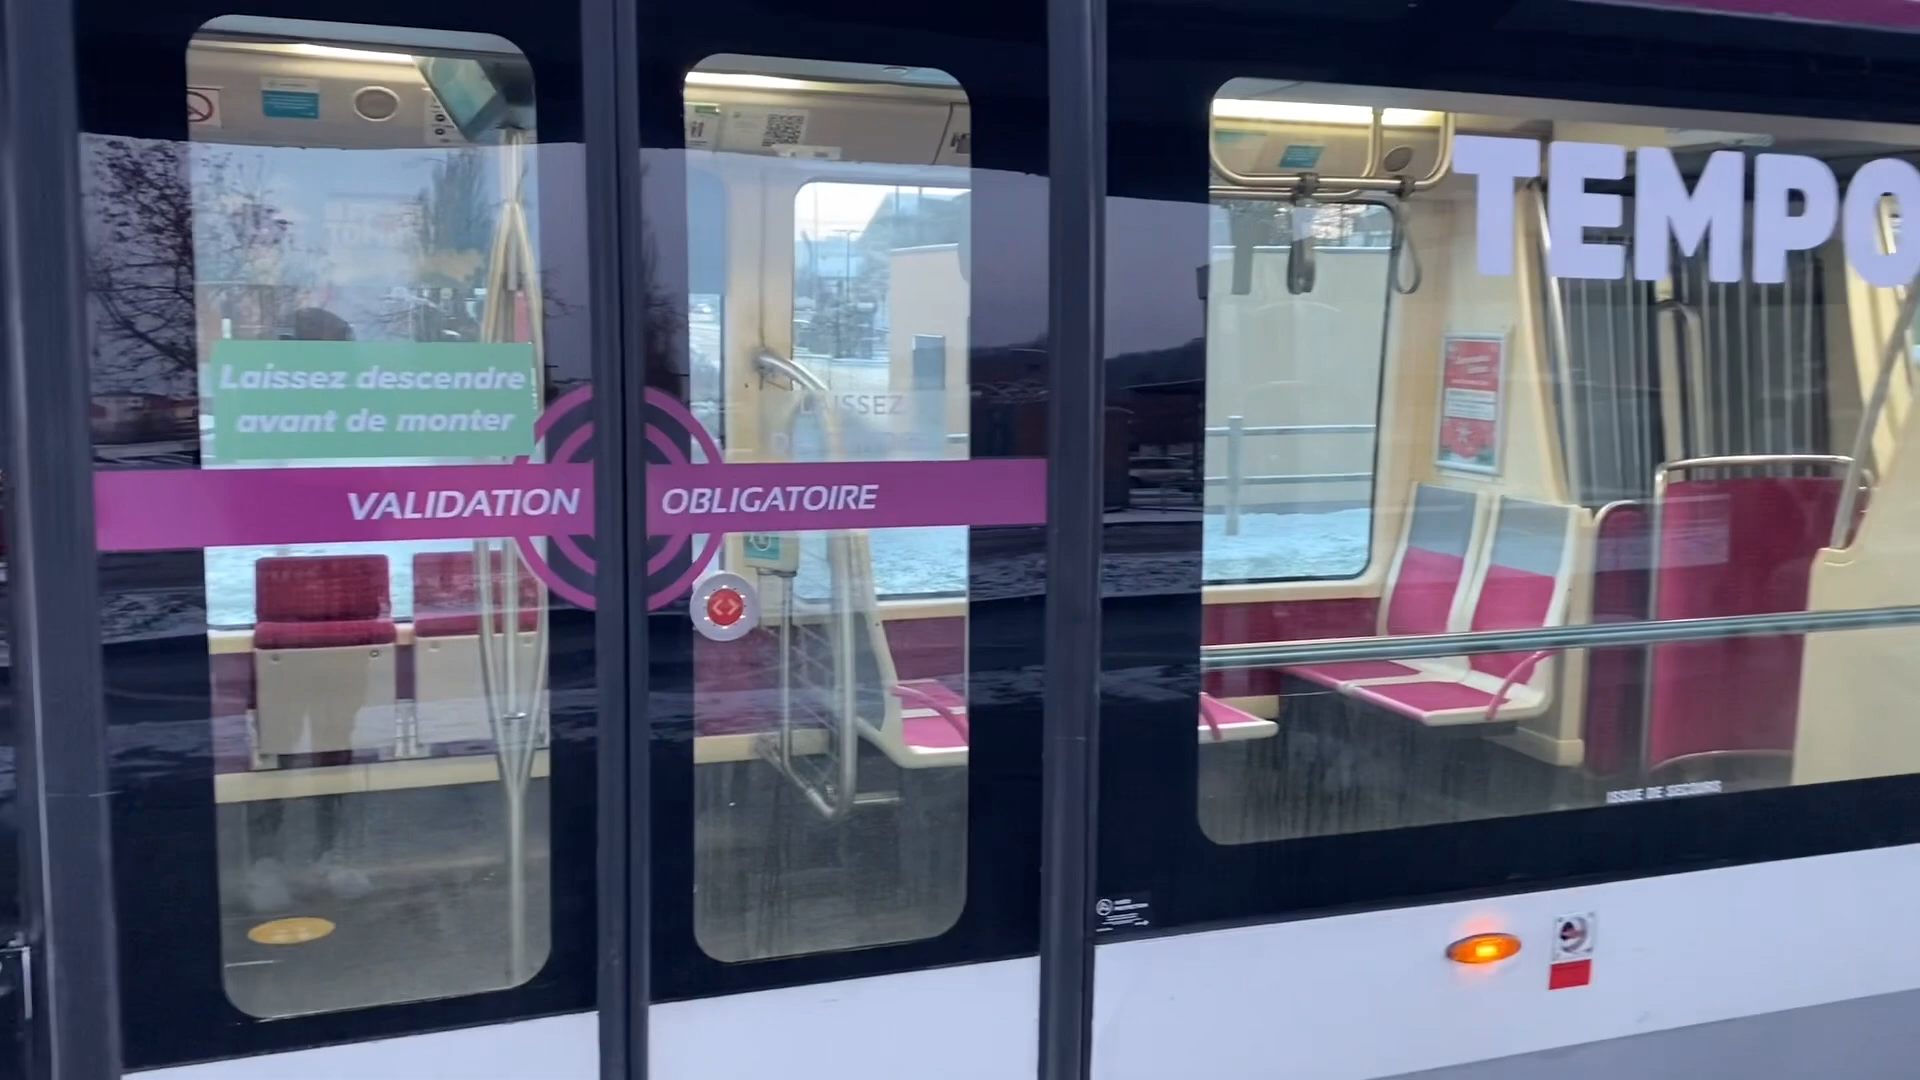 Laissez descendre
avant de monter
VALIDATION OBLIGATOIRE
LAISSEZ
TEMPO
ISSUE DE SECOURS